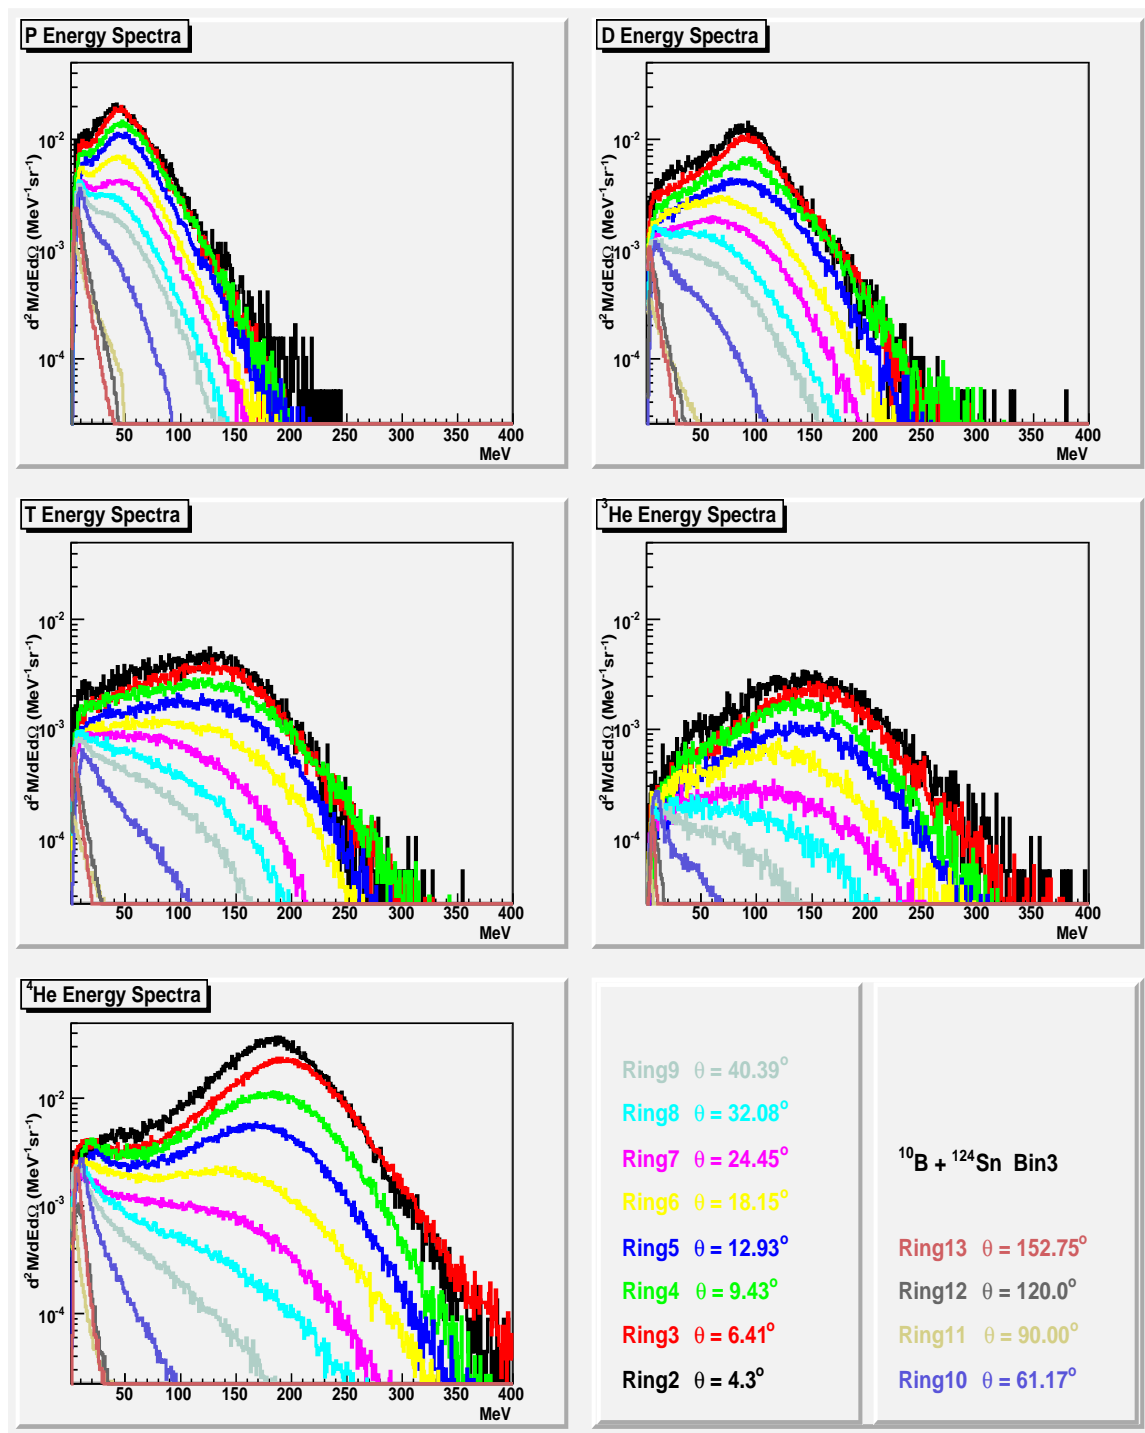 P Energy Spectra
d²M/dEdΩ (MeV⁻¹sr⁻¹)
10⁻²
10⁻³
10⁻⁴
50 100 150 200 250 300 350 400
MeV
D Energy Spectra
d²M/dEdΩ (MeV⁻¹sr⁻¹)
10⁻²
10⁻³
10⁻⁴
50 100 150 200 250 300 350 400
MeV
T Energy Spectra
d²M/dEdΩ (MeV⁻¹sr⁻¹)
10⁻²
10⁻³
10⁻⁴
50 100 150 200 250 300 350 400
MeV
³He Energy Spectra
d²M/dEdΩ (MeV⁻¹sr⁻¹)
10⁻²
10⁻³
10⁻⁴
50 100 150 200 250 300 350 400
MeV
⁴He Energy Spectra
d²M/dEdΩ (MeV⁻¹sr⁻¹)
10⁻²
10⁻³
10⁻⁴
50 100 150 200 250 300 350 400
MeV
Ring9 θ = 40.39°
Ring8 θ = 32.08°
Ring7 θ = 24.45°
Ring6 θ = 18.15°
Ring5 θ = 12.93°
Ring4 θ = 9.43°
Ring3 θ = 6.41°
Ring2 θ = 4.3°
¹⁰B + ¹²⁴Sn Bin3
Ring13 θ = 152.75°
Ring12 θ = 120.0°
Ring11 θ = 90.00°
Ring10 θ = 61.17°